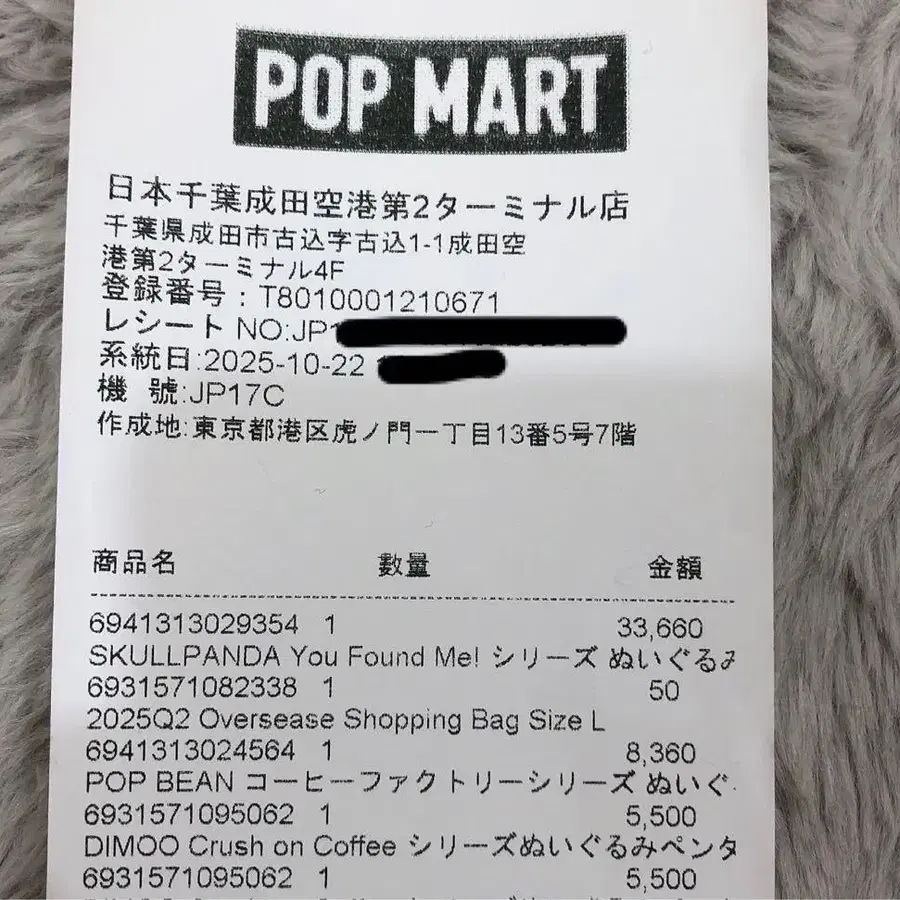 POP MART
日本千葉成田空港第2ターミナル店
千葉県成田市古込字古込1-1成田空
港第2ターミナル4F
登録番号：T8010001210671
レシート NO:JP1
系統日:2025-10-22
機 號:JP17C
作成地:東京都港区虎ノ門一丁目13番5号7階
商品名 數量 金額
6941313029354 1 33,660
SKULLPANDA You Found Me! シリーズ ぬいぐるみ
6931571082338 1 50
2025Q2 Oversease Shopping Bag Size L
6941313024564 1 8,360
POP BEAN コーヒーファクトリーシリーズ ぬいぐ
6931571095062 1 5,500
DIMOO Crush on Coffee シリーズぬいぐるみペンタ
6931571095062 1 5,500